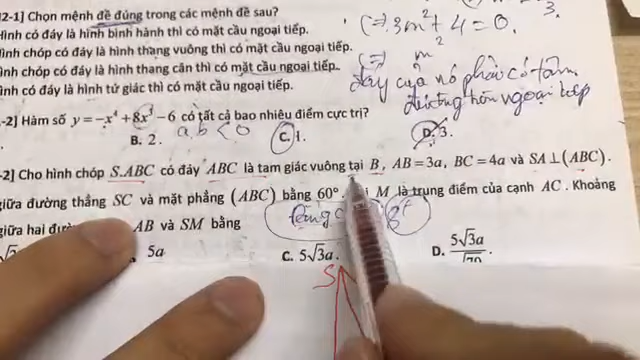 2-1] Chọn mệnh đề đúng trong các mệnh đề sau?
Hình có đáy là hình bình hành thì có mặt cầu ngoại tiếp.
Hình chóp có đáy là hình thang vuông thì có mặt cầu ngoại tiếp.
Hình chóp có đáy là hình thang cân thì có mặt cầu ngoại tiếp.
ình có đáy là hình tứ giác thì có mặt cầu ngoại tiếp.
(=) 3m² + 4 = 0.
3.
(=) m²
đáy của nó phải có tâm
đường tròn ngoại tiếp
-2] Hàm số y = -x⁴ + 8x³ - 6 có tất cả bao nhiêu điểm cực trị?
a, b < 0
B. 2.
C. 1.
D. 3.
-2] Cho hình chóp S.ABC có đáy ABC là tam giác vuông tại B, AB = 3a, BC = 4a và SA ⊥ (ABC).
giữa đường thẳng SC và mặt phẳng (ABC) bằng 60° M là trung điểm của cạnh AC. Khoảng
giữa hai AB và SM bằng
5a
C. 5√3a.
D. 5√3a
S